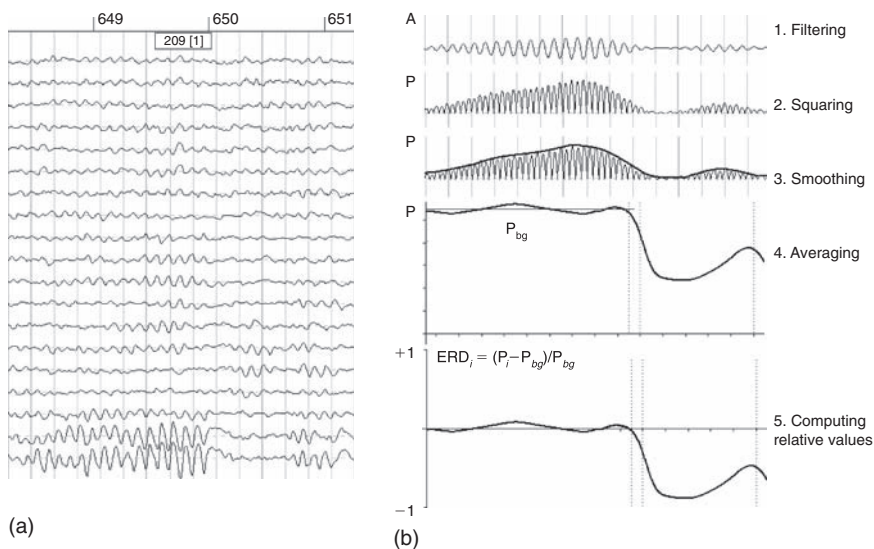 649 650 651
209 [1]
(a)
A
1. Filtering
P
2. Squaring
P
3. Smoothing
P
P_bg
4. Averaging
+1
ERD_i = (P_i–P_bg)/P_bg
5. Computing
relative values
−1
(b)